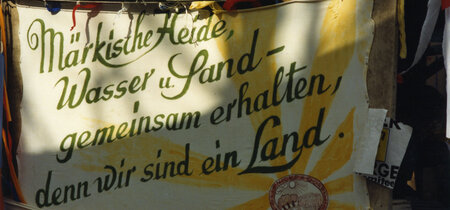 Märkische Heide,
Wasser u. Sand –
gemeinsam erhalten,
denn wir sind ein Land.